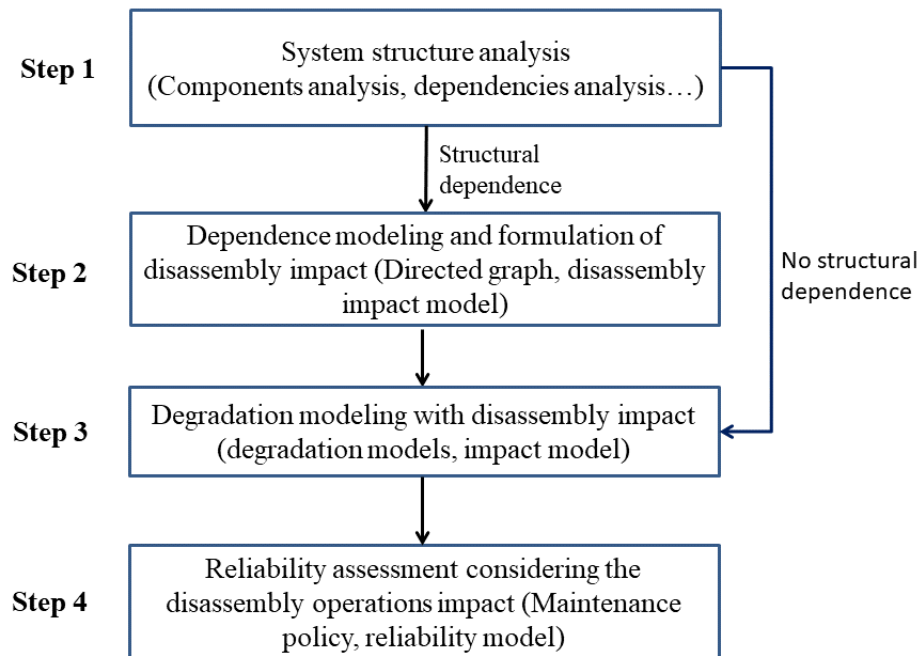 Step 1
System structure analysis
(Components analysis, dependencies analysis…)
Structural
dependence
Step 2
Dependence modeling and formulation of
disassembly impact (Directed graph, disassembly
impact model)
No structural
dependence
Step 3
Degradation modeling with disassembly impact
(degradation models, impact model)
Step 4
Reliability assessment considering the
disassembly operations impact (Maintenance
policy, reliability model)